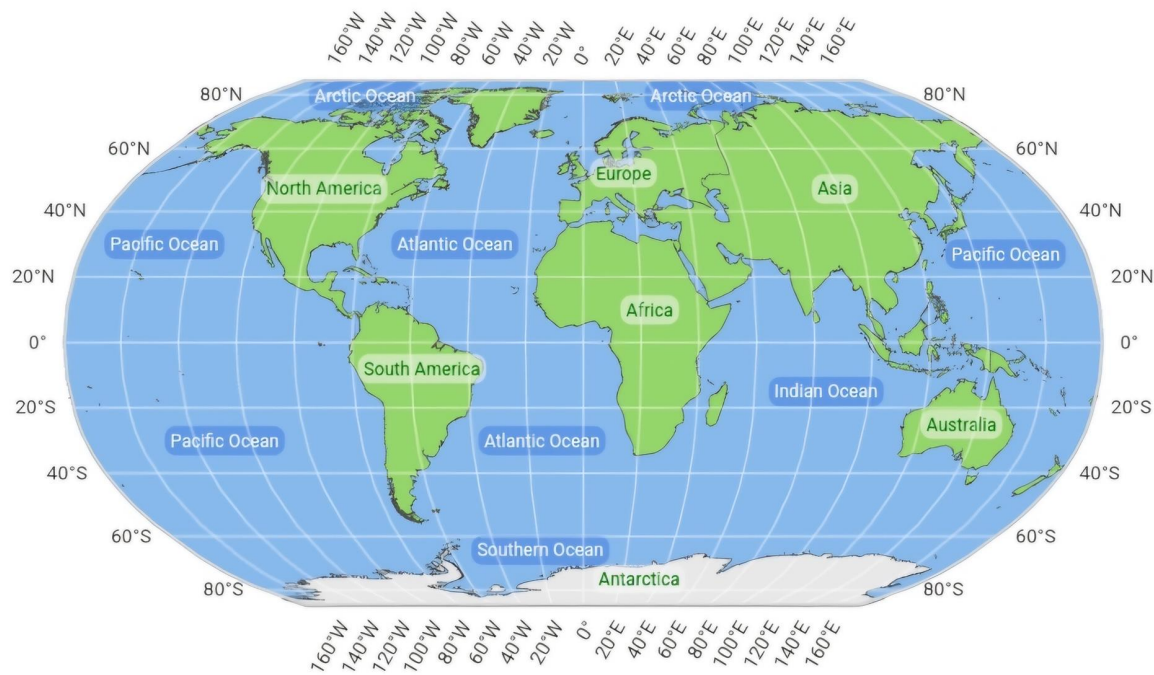 160°W 140°W 120°W 100°W 80°W 60°W 40°W 20°W 0° 20°E 40°E 60°E 80°E 100°E 120°E 140°E 160°E
80°N Arctic Ocean Arctic Ocean 80°N
60°N 60°N
Europe
North America Asia
40°N 40°N
Pacific Ocean Atlantic Ocean
Pacific Ocean
20°N 20°N
Africa
0° 0°
South America
Indian Ocean
20°S 20°S
Australia
Pacific Ocean Atlantic Ocean
40°S 40°S
60°S 60°S
Southern Ocean
Antarctica
80°S 80°S
160°W 140°W 120°W 100°W 80°W 60°W 40°W 20°W 0° 20°E 40°E 60°E 80°E 100°E 120°E 140°E 160°E